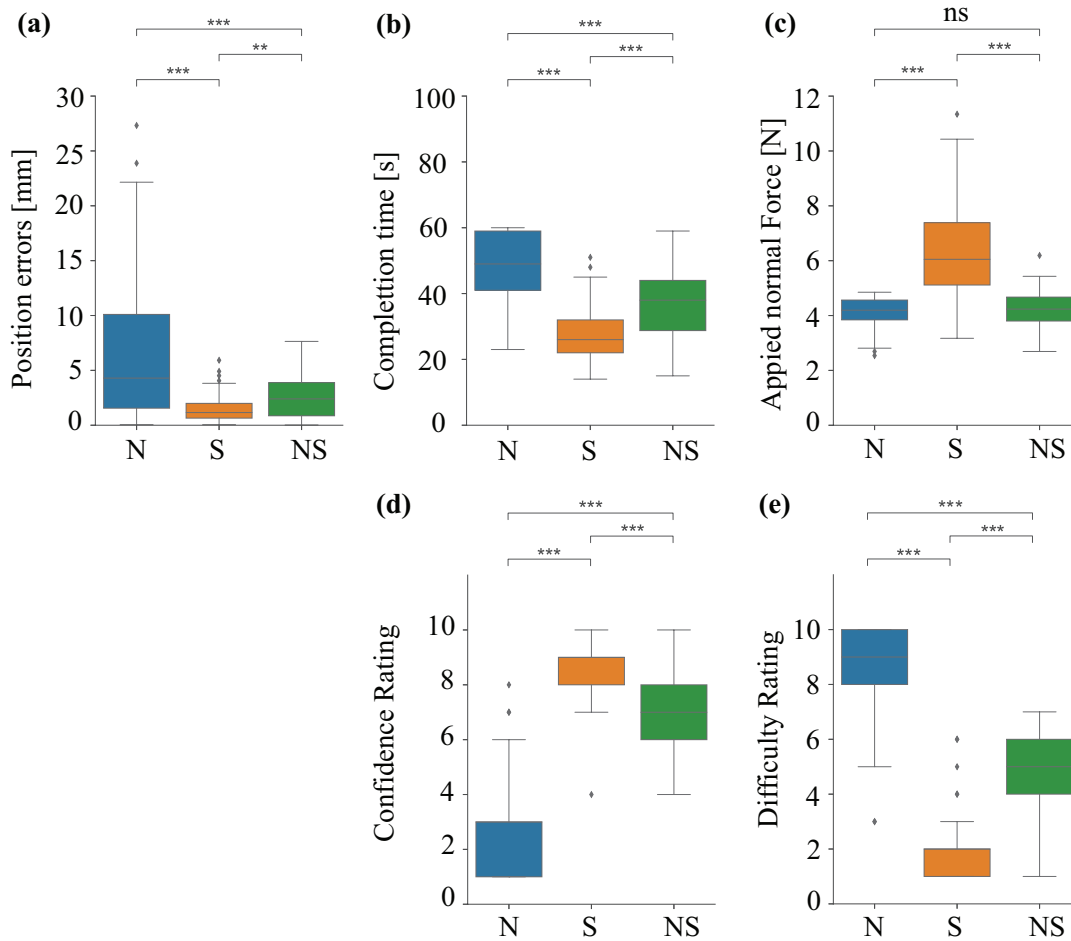 (a)
***
**
***
30
25
20
15
10
5
0
Position errors [mm]
N S NS
(b)
***
***
***
100
80
60
40
20
0
Complettion time [s]
N S NS
(c)
ns
***
***
12
10
8
6
4
2
0
Appied normal Force [N]
N S NS
(d)
***
***
***
10
8
6
4
2
0
Confidence Rating
N S NS
(e)
***
***
***
10
8
6
4
2
0
Difficulty Rating
N S NS